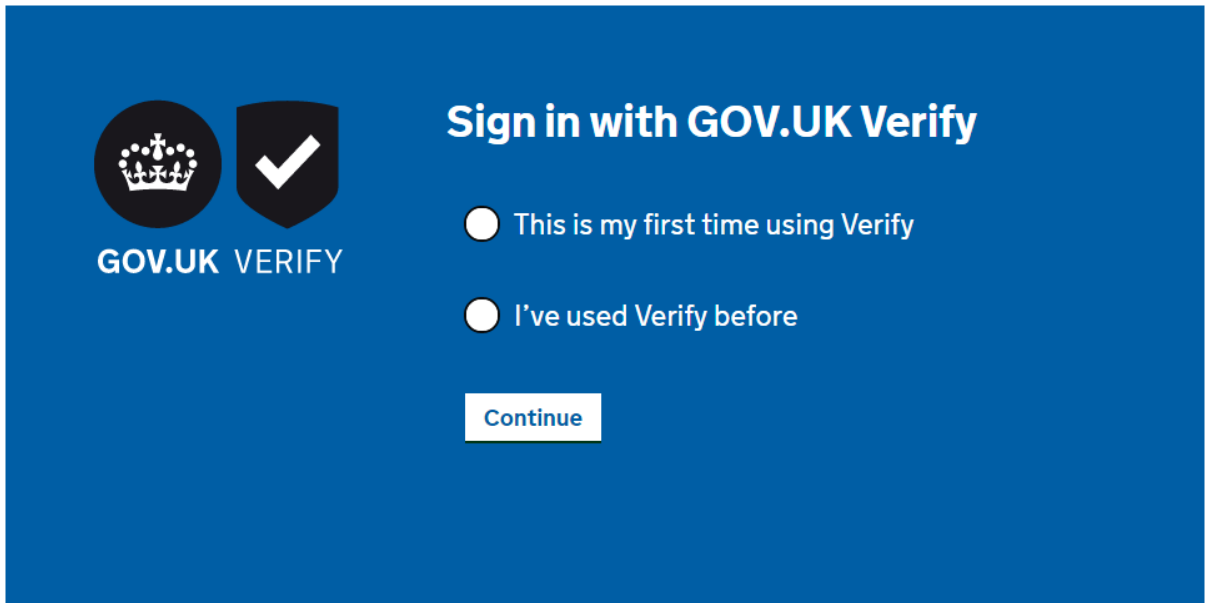 Sign in with GOV.UK Verify
GOV.UK VERIFY
This is my first time using Verify
I’ve used Verify before
Continue